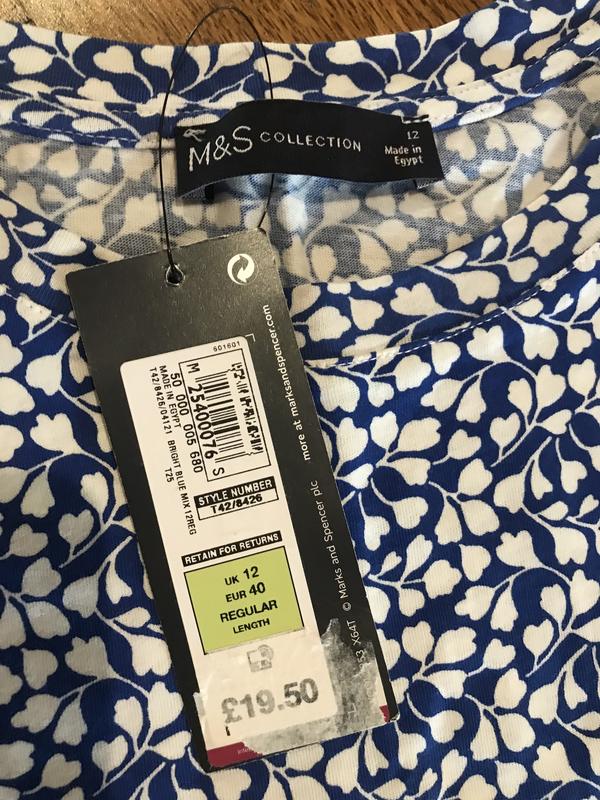 M&S COLLECTION
12
Made in
Egypt
601601
M 25400076 S
50 000 005 680
MADE IN EGYPT
T42/8426/04121 BRIGHT BLUE MIX 12REG
T25
STYLE NUMBER
T42/8426
RETAIN FOR RETURNS
UK 12
EUR 40
REGULAR
LENGTH
£19.50
more at marksandspencer.com
© Marks and Spencer plc
X64T